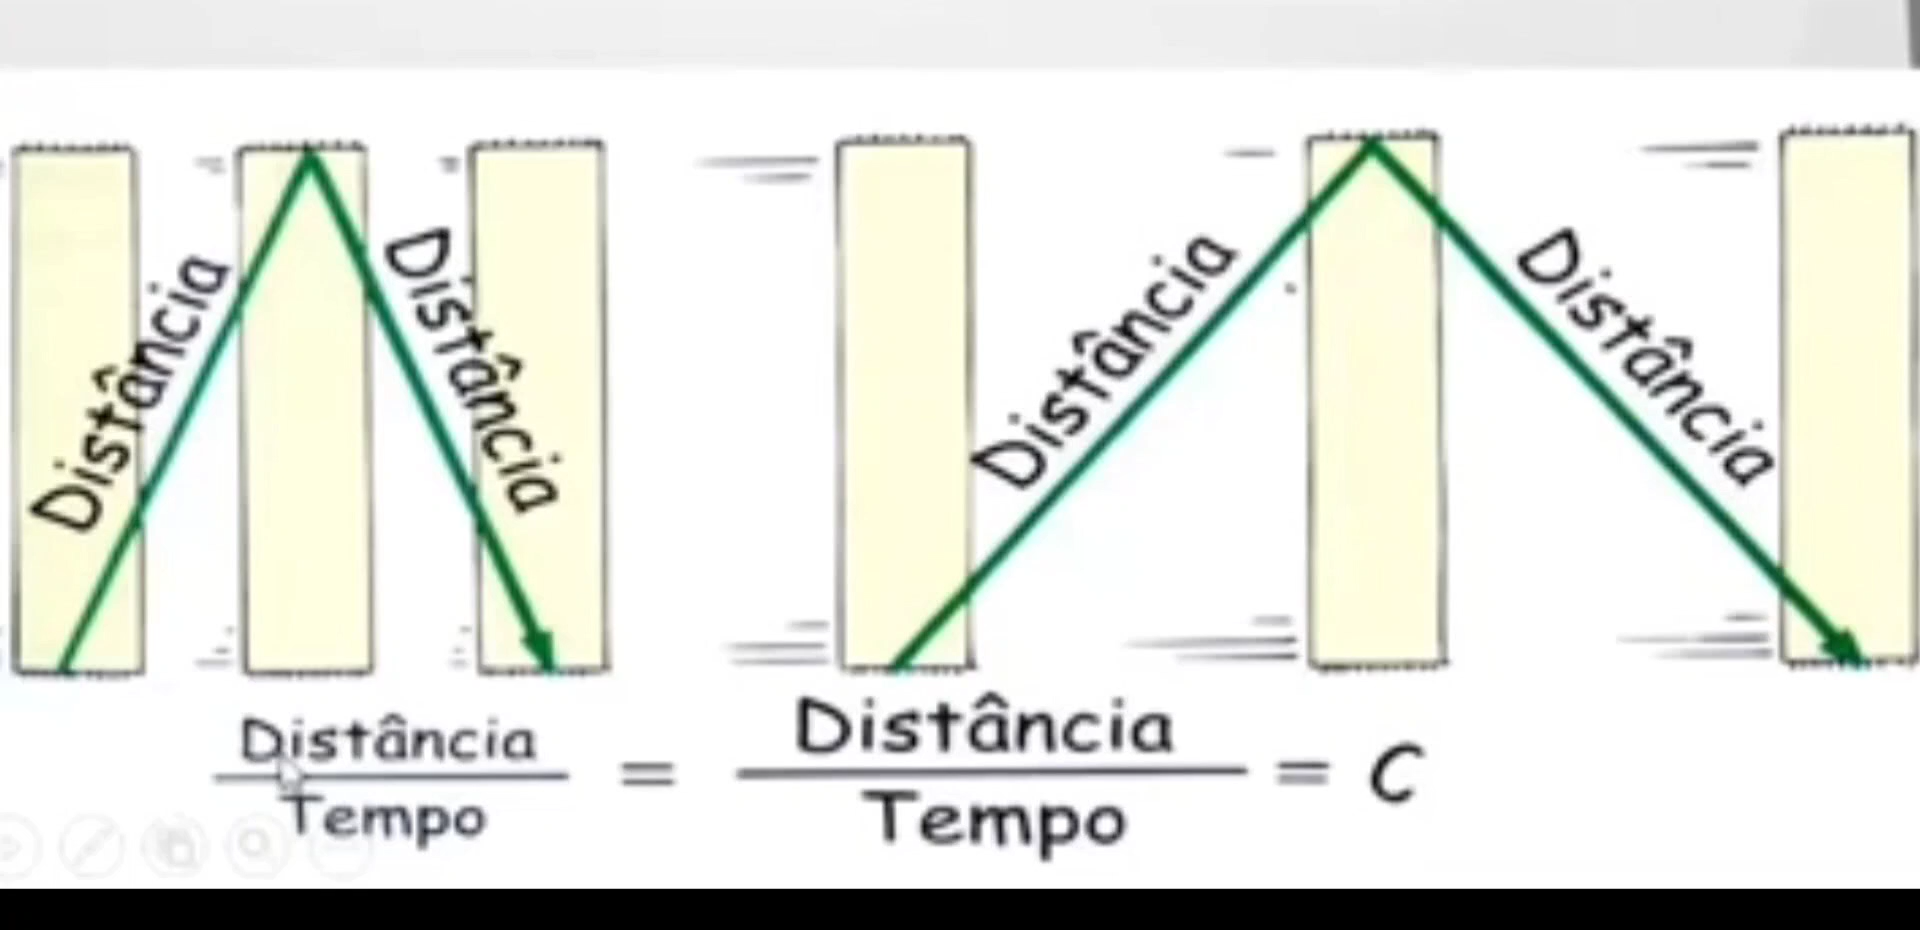 Distância
Distância
Distância
Distância
Distância
Tempo
=
Distância
Tempo
= C